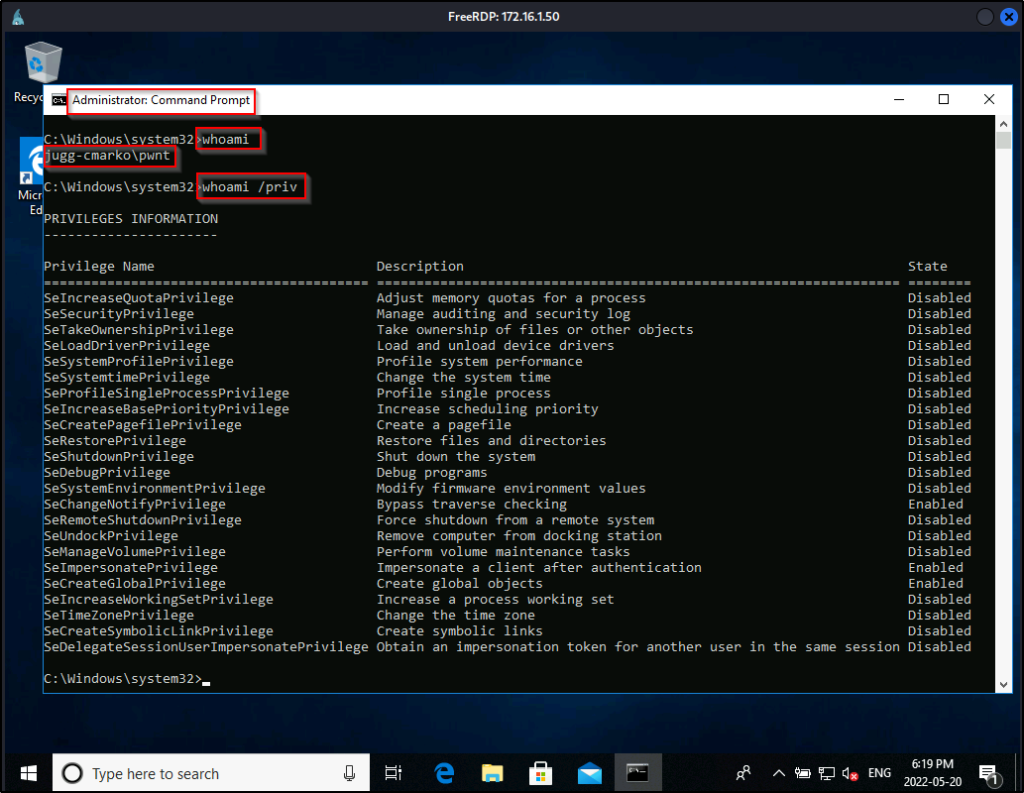 FreeRDP: 172.16.1.50
Recyc
Administrator: Command Prompt
C:\Windows\system32>whoami
jugg-cmarko\pwnt
C:\Windows\system32>whoami /priv
PRIVILEGES INFORMATION
----------------------
Privilege Name Description State
========================================= ================================================================== ========
SeIncreaseQuotaPrivilege Adjust memory quotas for a process Disabled
SeSecurityPrivilege Manage auditing and security log Disabled
SeTakeOwnershipPrivilege Take ownership of files or other objects Disabled
SeLoadDriverPrivilege Load and unload device drivers Disabled
SeSystemProfilePrivilege Profile system performance Disabled
SeSystemtimePrivilege Change the system time Disabled
SeProfileSingleProcessPrivilege Profile single process Disabled
SeIncreaseBasePriorityPrivilege Increase scheduling priority Disabled
SeCreatePagefilePrivilege Create a pagefile Disabled
SeRestorePrivilege Restore files and directories Disabled
SeShutdownPrivilege Shut down the system Disabled
SeDebugPrivilege Debug programs Disabled
SeSystemEnvironmentPrivilege Modify firmware environment values Disabled
SeChangeNotifyPrivilege Bypass traverse checking Enabled
SeRemoteShutdownPrivilege Force shutdown from a remote system Disabled
SeUndockPrivilege Remove computer from docking station Disabled
SeManageVolumePrivilege Perform volume maintenance tasks Disabled
SeImpersonatePrivilege Impersonate a client after authentication Enabled
SeCreateGlobalPrivilege Create global objects Enabled
SeIncreaseWorkingSetPrivilege Increase a process working set Disabled
SeTimeZonePrivilege Change the time zone Disabled
SeCreateSymbolicLinkPrivilege Create symbolic links Disabled
SeDelegateSessionUserImpersonatePrivilege Obtain an impersonation token for another user in the same session Disabled
C:\Windows\system32>
Micr
Ed
Type here to search
ENG
6:19 PM
2022-05-20
1